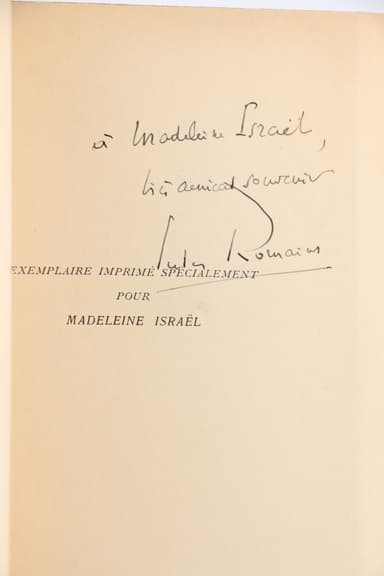 à Madeleine Israël,
très amical souvenir
Jules Romains
EXEMPLAIRE IMPRIMÉ SPÉCIALEMENT
POUR
MADELEINE ISRAËL